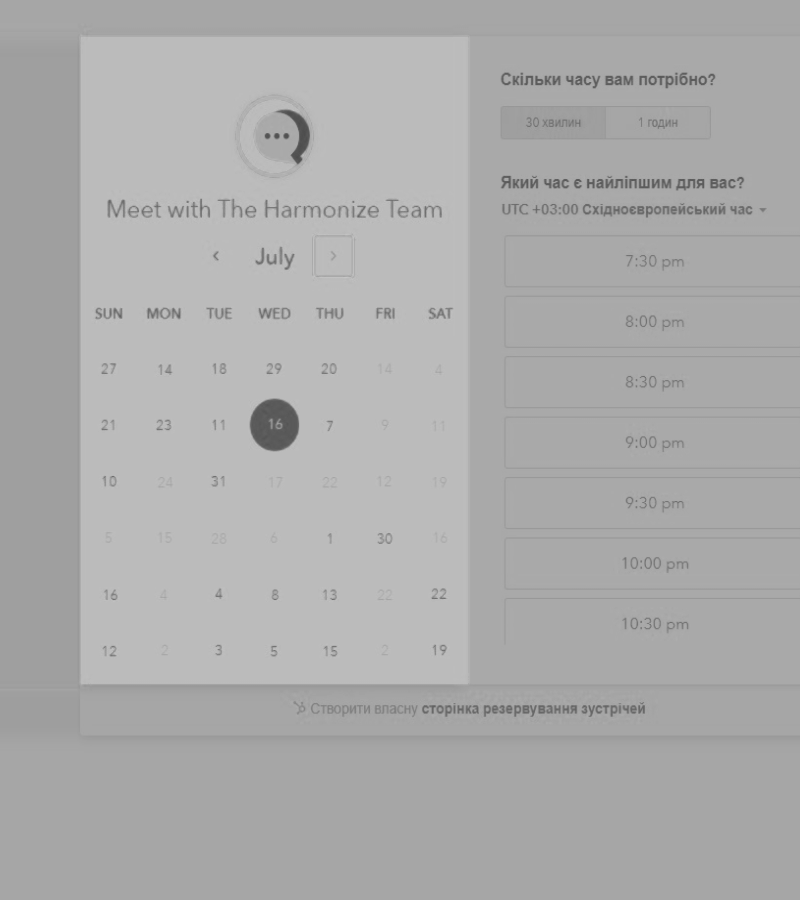 Meet with The Harmonize Team
‹ July ›
SUN MON TUE WED THU FRI SAT
27 14 18 29 20 14 4
21 23 11 16 7 9 11
10 24 31 17 22 12 19
5 15 28 6 1 30 16
16 4 4 8 13 22 22
12 2 3 5 15 2 19
Скільки часу вам потрібно?
30 хвилин 1 годин
Який час є найліпшим для вас?
UTC +03:00 Східноєвропейський час
7:30 pm
8:00 pm
8:30 pm
9:00 pm
9:30 pm
10:00 pm
10:30 pm
Створити власну сторінка резервування зустрічей